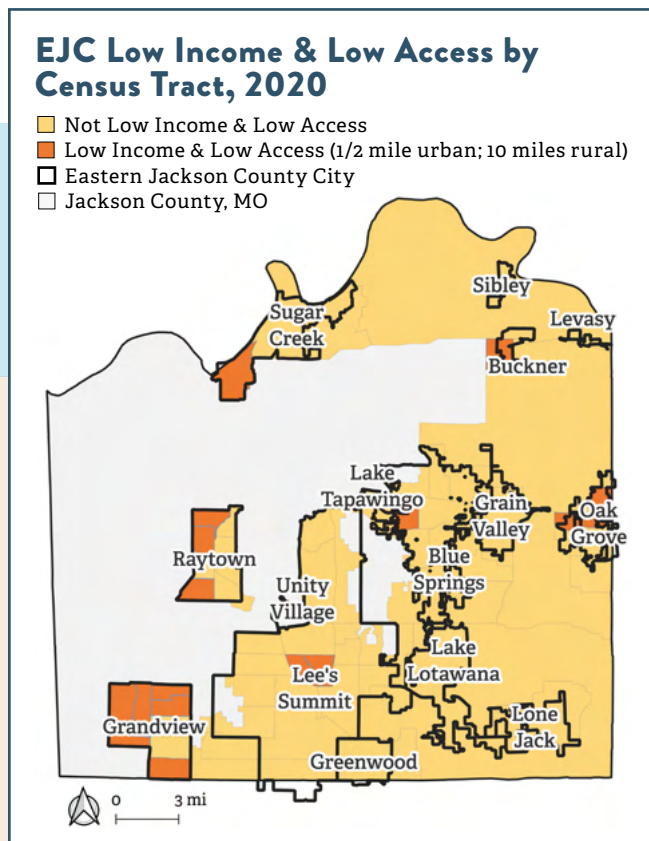 EJC Low Income & Low Access by
Census Tract, 2020
Not Low Income & Low Access
Low Income & Low Access (1/2 mile urban; 10 miles rural)
Eastern Jackson County City
Jackson County, MO
Sibley
Sugar
Creek
Levasy
Buckner
Lake
Tapawingo
Grain
Valley
Oak
Grove
Raytown
Blue
Springs
Unity
Village
Lake
Lotawana
Lee's
Summit
Lone
Jack
Grandview
Greenwood
0 3 mi